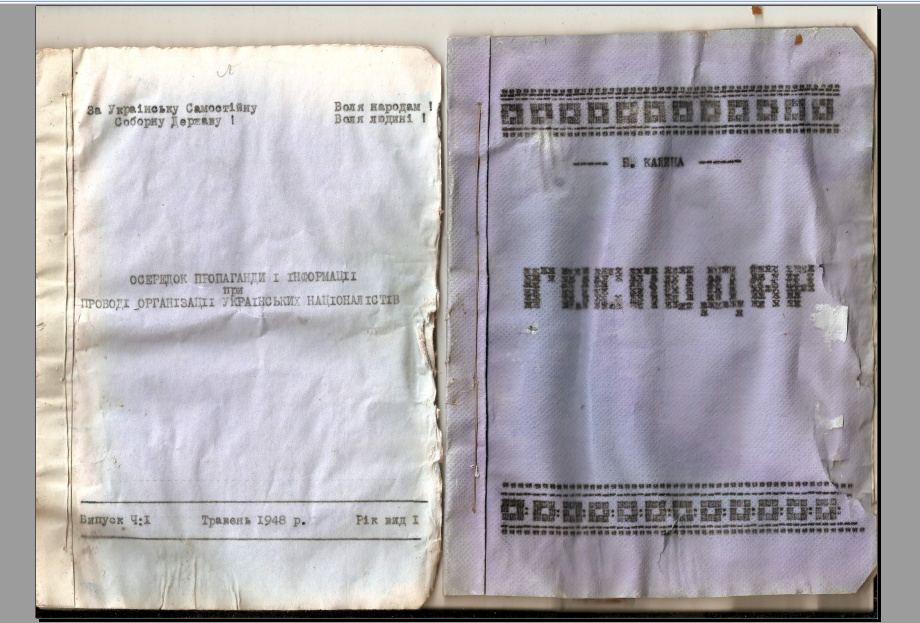 За Українську Самостійну
Соборну Державу !
Воля народам !
Воля людині !
ОСЕРЕДОК ПРОПАГАНДИ І ІНФОРМАЦІЇ
при
ПРОВОДІ ОРГАНІЗАЦІЇ УКРАЇНСЬКИХ НАЦІОНАЛІСТІВ
Випуск Ч:І
Травень 1948 р.
Рік вид І
КАЛИНА
ГОСПОДАР